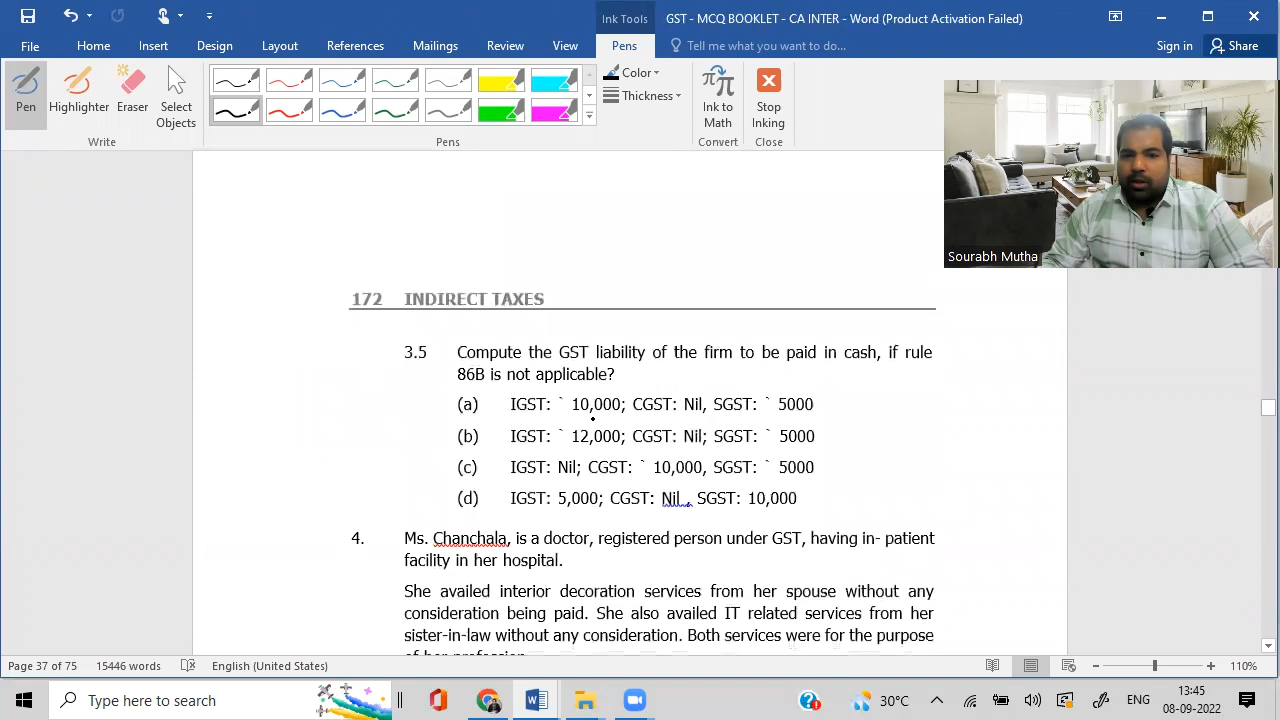 GST - MCQ BOOKLET - CA INTER - Word (Product Activation Failed)
Ink Tools
File Home Insert Design Layout References Mailings Review View Pens Tell me what you want to do... Sign in Share
Pen Highlighter Eraser Select Objects
Color
Thickness
Ink to Math
Stop Inking
Write Pens Convert Close
Sourabh Mutha
172 INDIRECT TAXES
3.5 Compute the GST liability of the firm to be paid in cash, if rule
86B is not applicable?
(a) IGST: ` 10,000; CGST: Nil, SGST: ` 5000
(b) IGST: ` 12,000; CGST: Nil; SGST: ` 5000
(c) IGST: Nil; CGST: ` 10,000, SGST: ` 5000
(d) IGST: 5,000; CGST: Nil , SGST: 10,000
4. Ms. Chanchala, is a doctor, registered person under GST, having in- patient
facility in her hospital.
She availed interior decoration services from her spouse without any
consideration being paid. She also availed IT related services from her
sister-in-law without any consideration. Both services were for the purpose
of her profession.
Page 37 of 75 15446 words English (United States) 110%
Type here to search 30°C ENG 13:45
08-09-2022